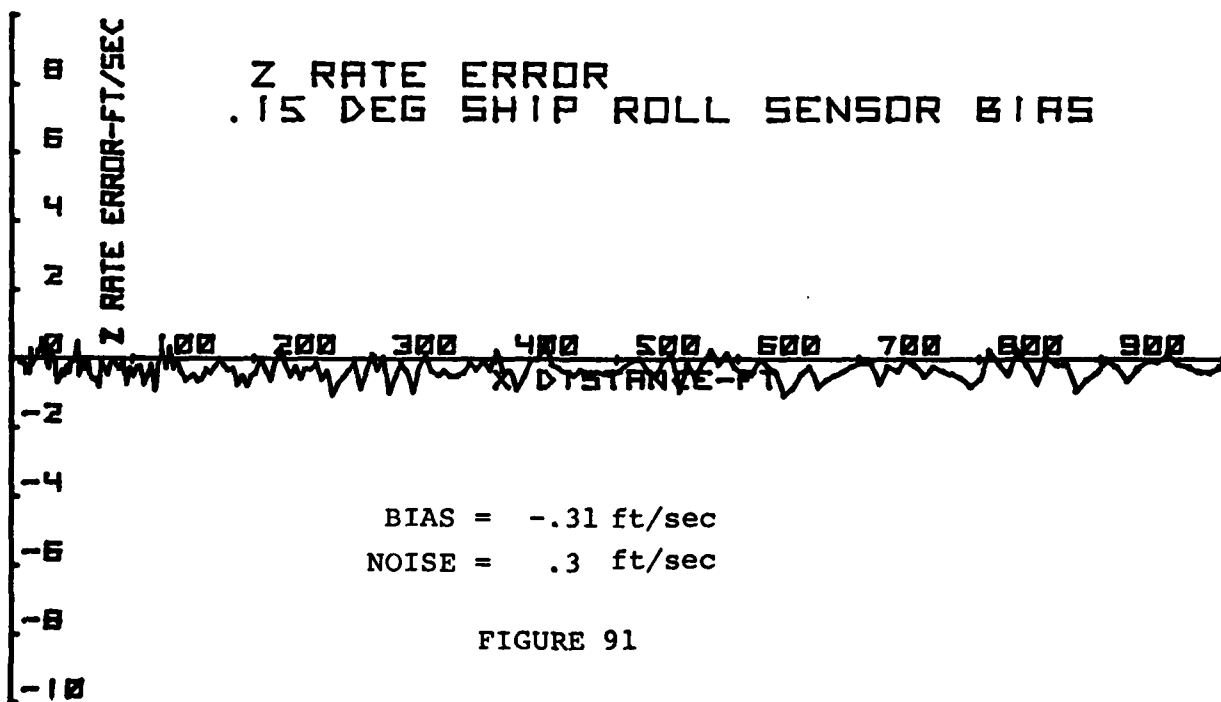 Z RATE ERROR
.15 DEG SHIP ROLL SENSOR BIAS
Z RATE ERROR-FT/SEC
8
6
4
2
0 100 200 300 400 500 600 700 800 900
X DISTANCE-FT
-2
-4
-6
-8
-10
BIAS = -.31 ft/sec
NOISE = .3 ft/sec
FIGURE 91